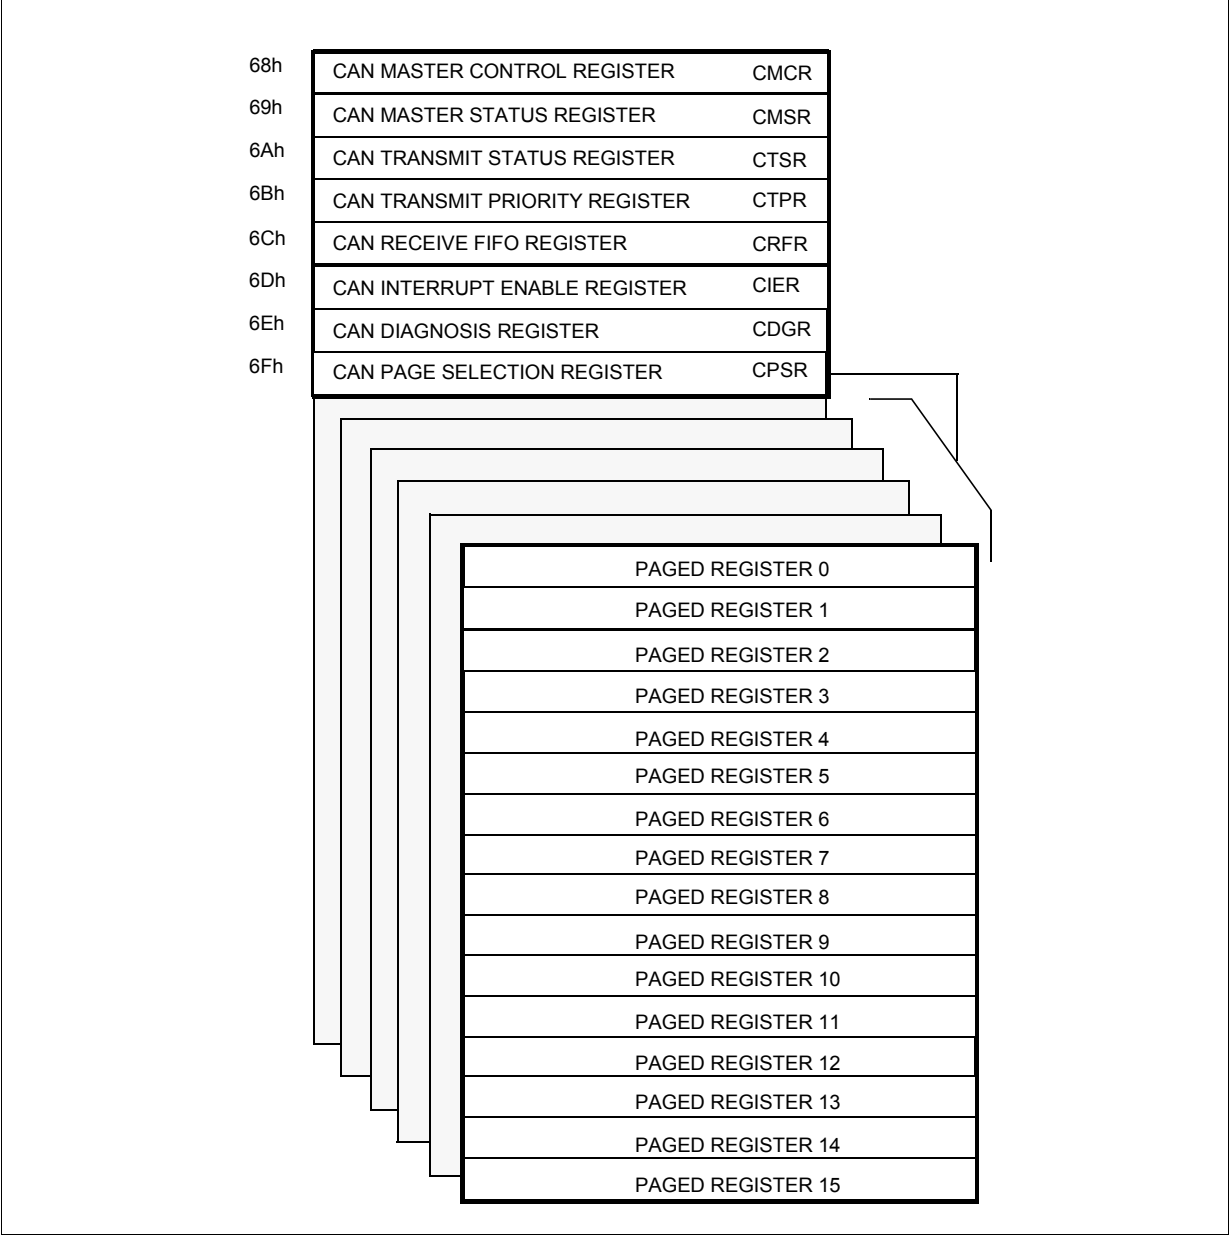 68h CAN MASTER CONTROL REGISTER CMCR
69h CAN MASTER STATUS REGISTER CMSR
6Ah CAN TRANSMIT STATUS REGISTER CTSR
6Bh CAN TRANSMIT PRIORITY REGISTER CTPR
6Ch CAN RECEIVE FIFO REGISTER CRFR
6Dh CAN INTERRUPT ENABLE REGISTER CIER
6Eh CAN DIAGNOSIS REGISTER CDGR
6Fh CAN PAGE SELECTION REGISTER CPSR
PAGED REGISTER 0
PAGED REGISTER 1
PAGED REGISTER 2
PAGED REGISTER 3
PAGED REGISTER 4
PAGED REGISTER 5
PAGED REGISTER 6
PAGED REGISTER 7
PAGED REGISTER 8
PAGED REGISTER 9
PAGED REGISTER 10
PAGED REGISTER 11
PAGED REGISTER 12
PAGED REGISTER 13
PAGED REGISTER 14
PAGED REGISTER 15